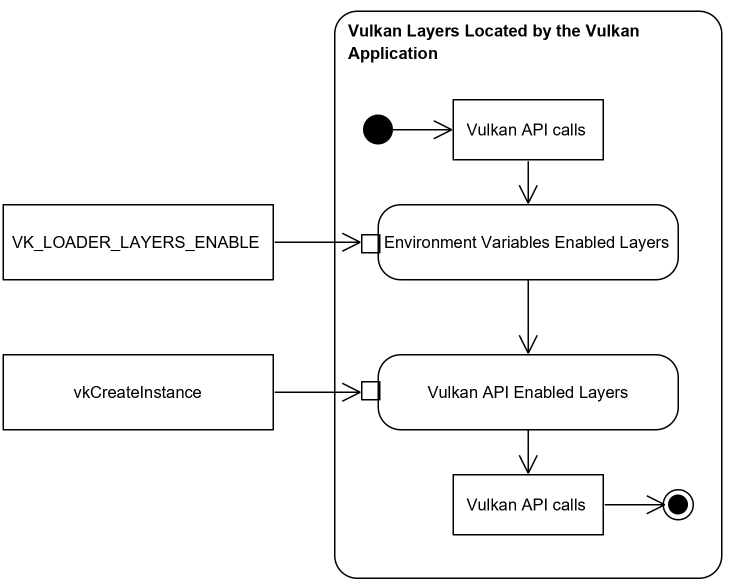 Vulkan Layers Located by the Vulkan
Application
Vulkan API calls
VK_LOADER_LAYERS_ENABLE
Environment Variables Enabled Layers
vkCreateInstance
Vulkan API Enabled Layers
Vulkan API calls